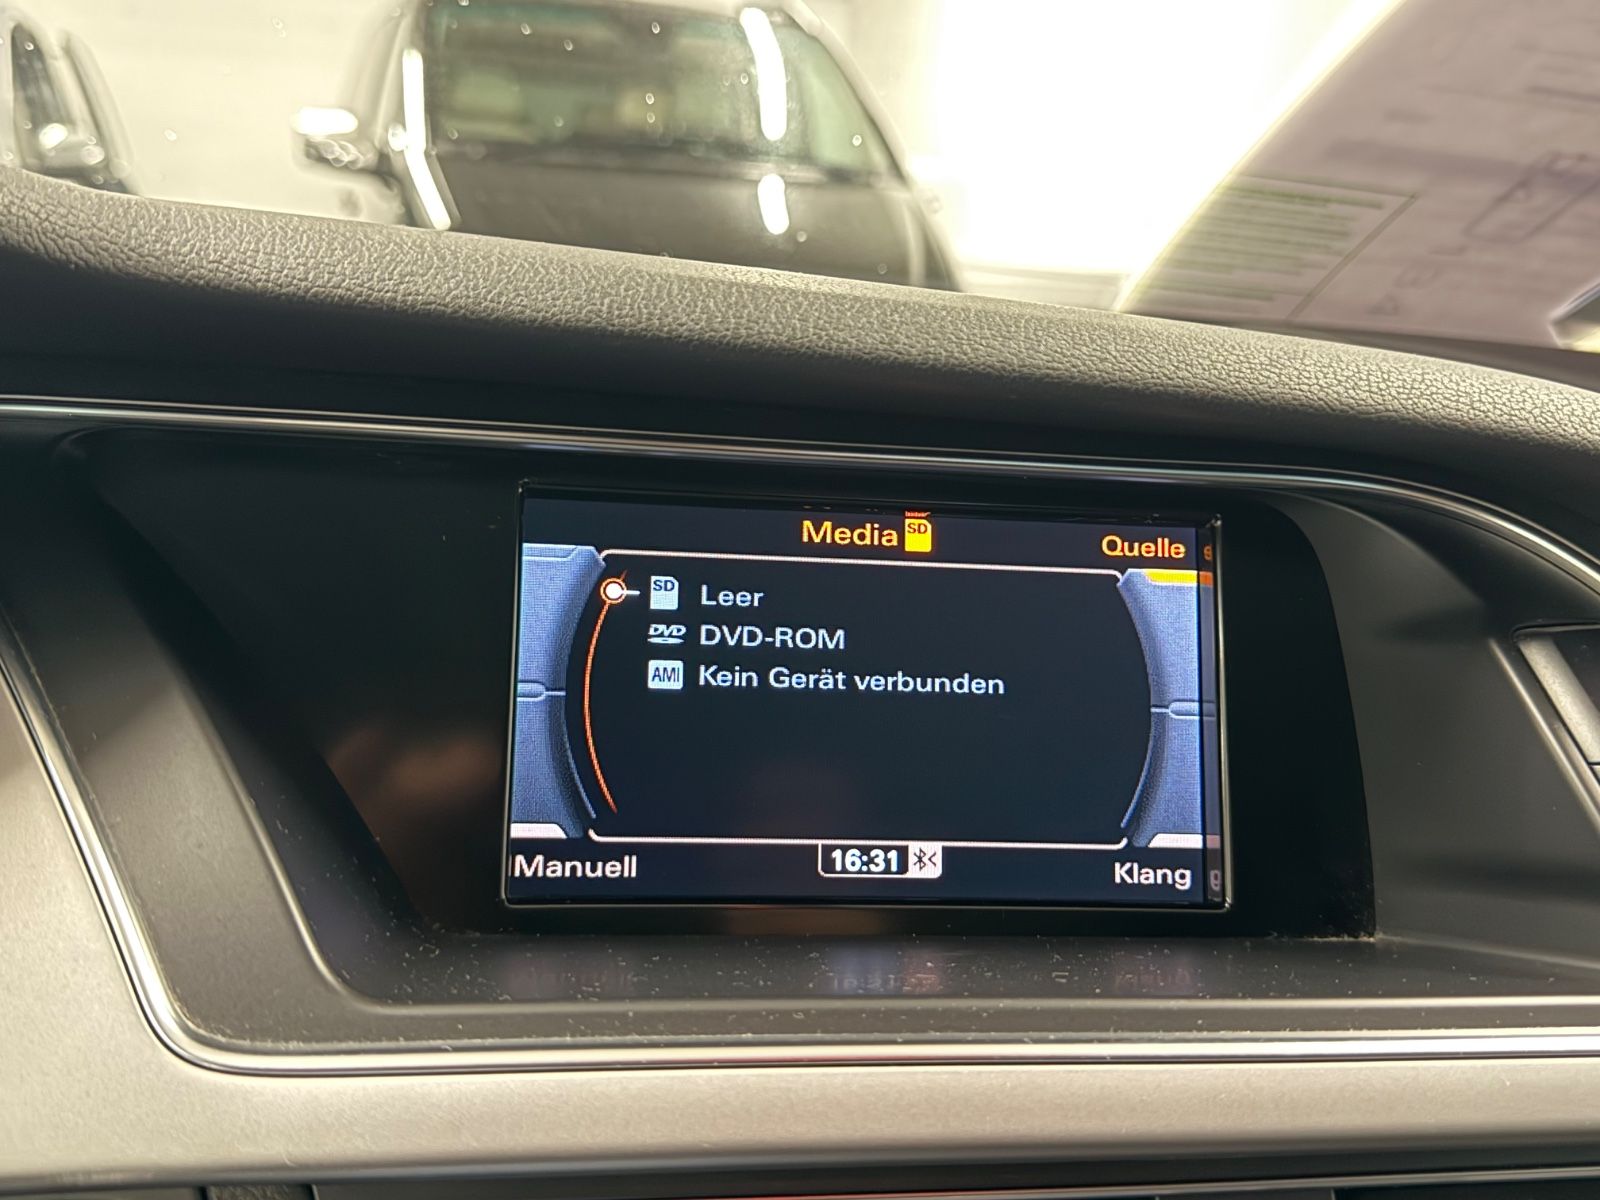 Media SD
Quelle
SD Leer
DVD DVD-ROM
AMI Kein Gerät verbunden
Manuell
16:31
Klang